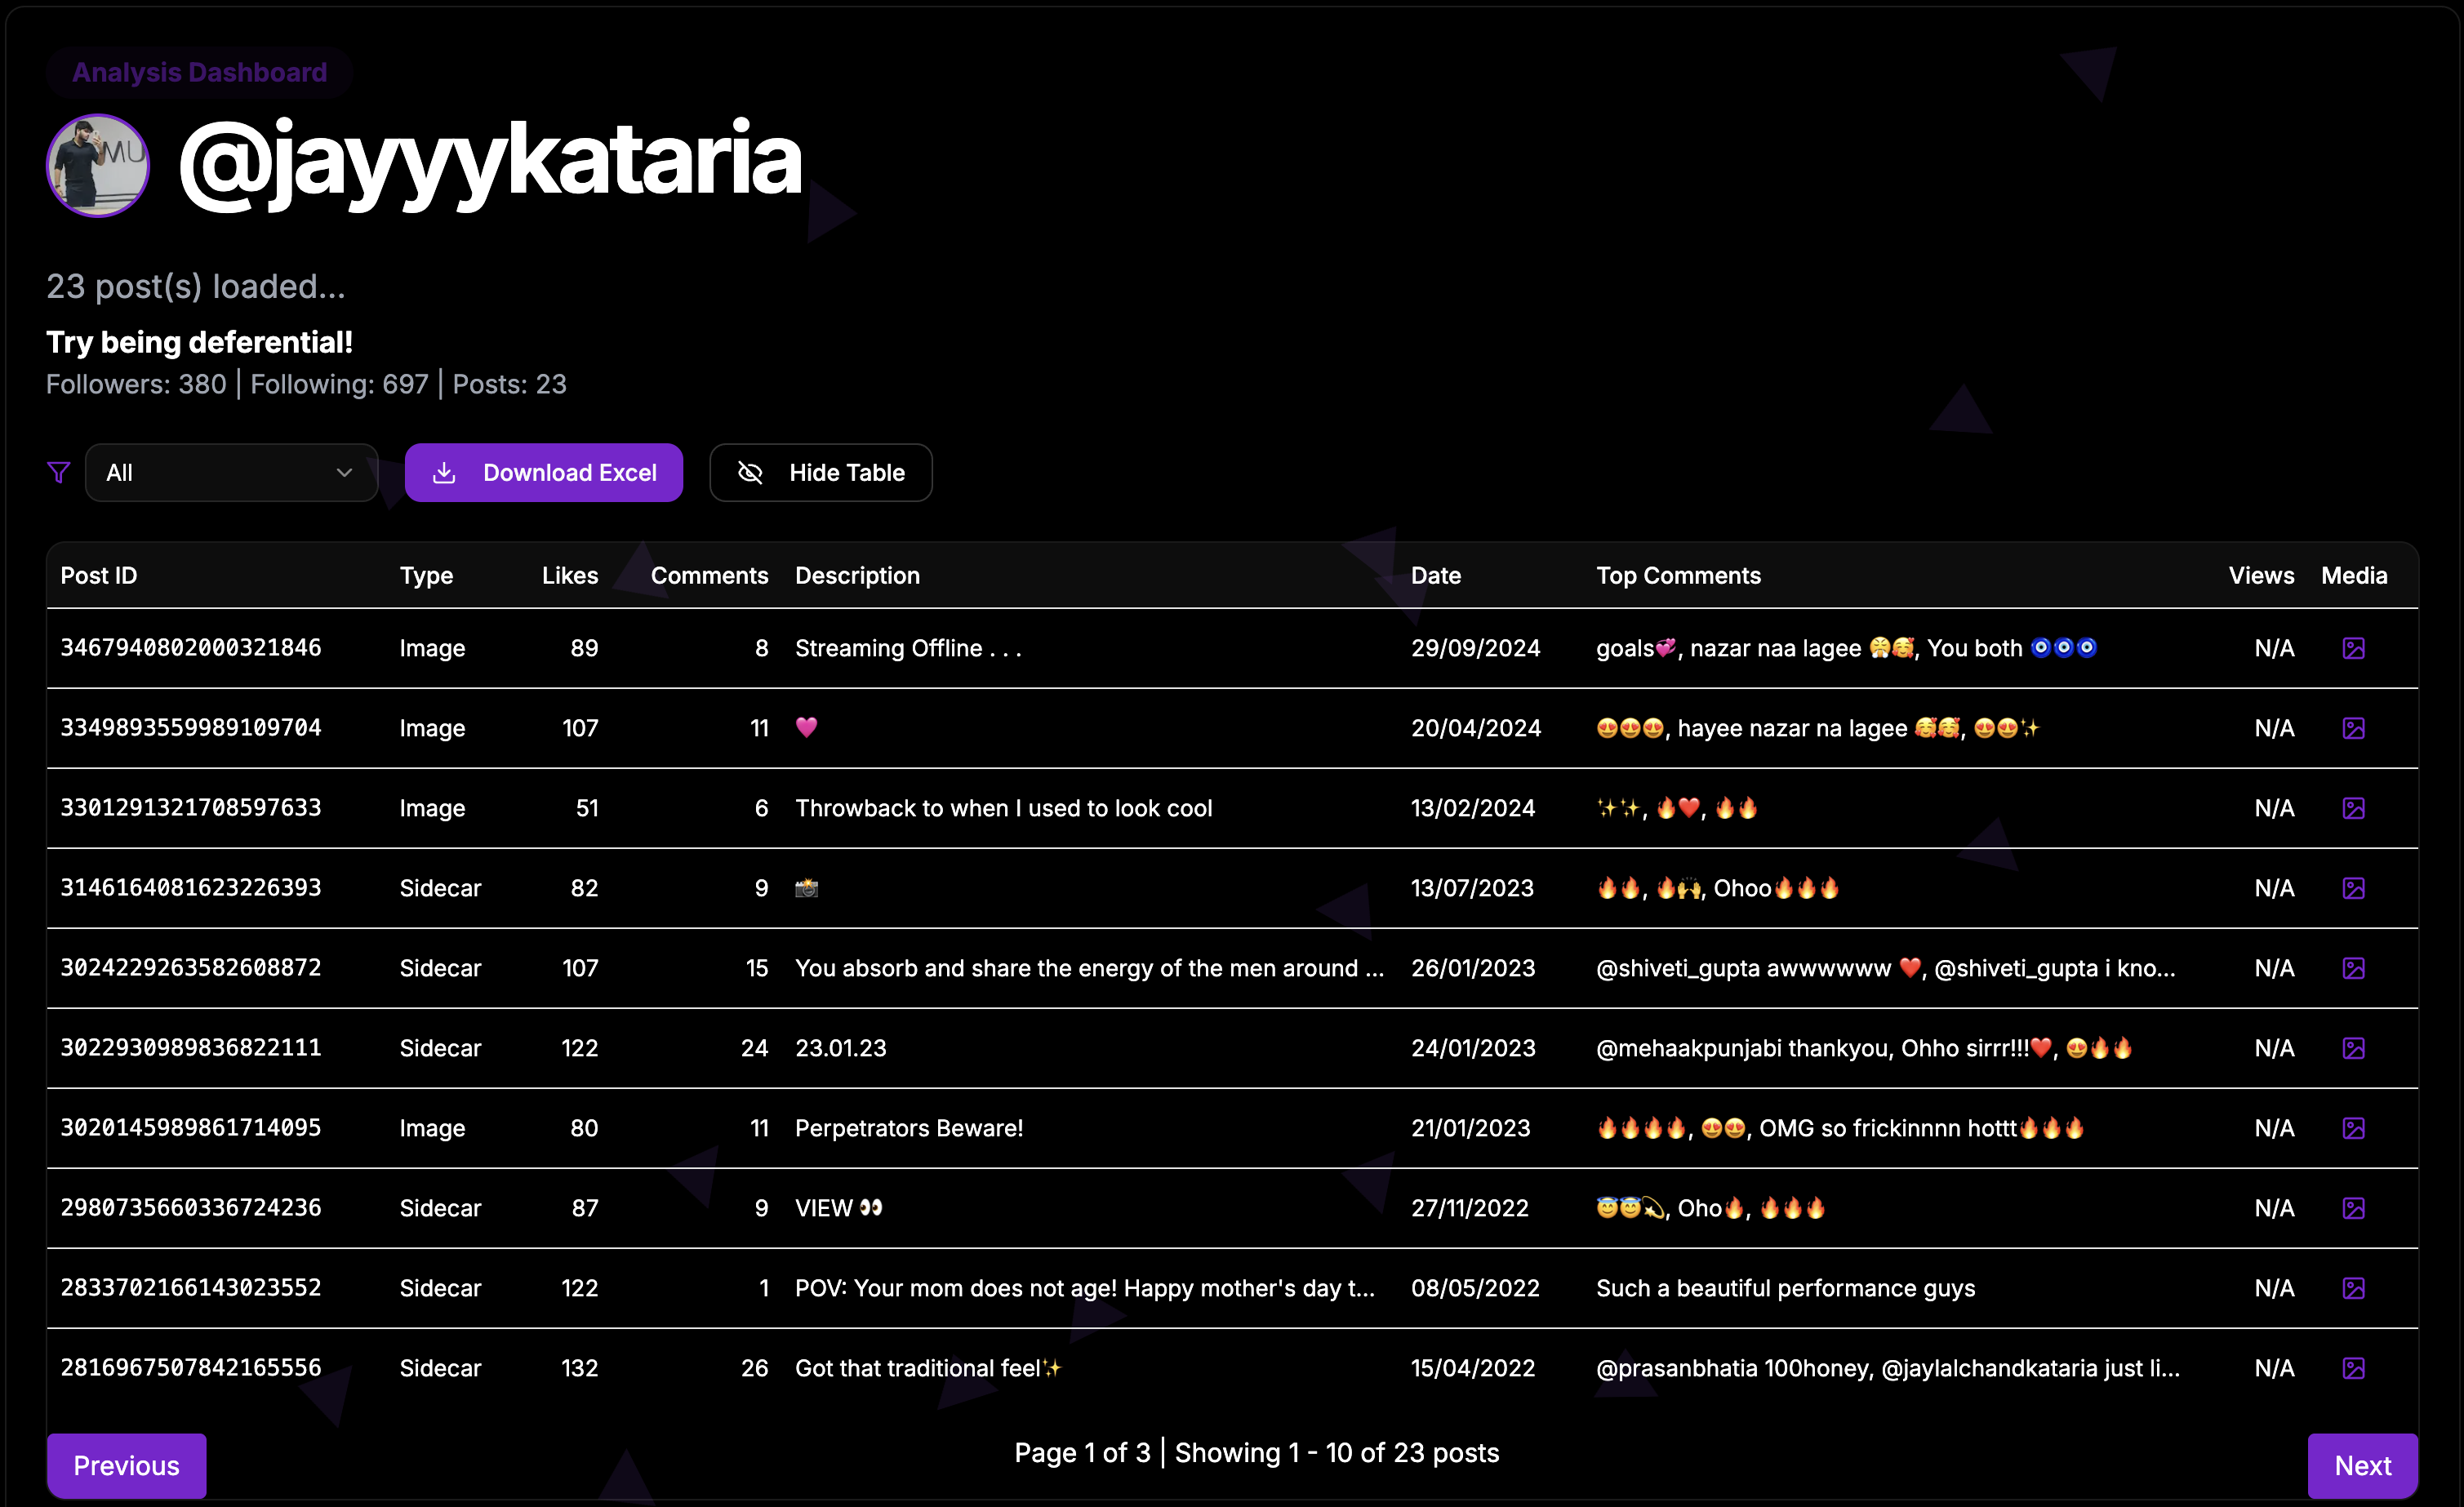 Analysis Dashboard
MU
@jayyykataria
23 post(s) loaded...
Try being deferential!
Followers: 380 | Following: 697 | Posts: 23
All
Download Excel
Hide Table
Post ID Type Likes Comments Description Date Top Comments Views Media
3467940802000321846 Image 89 8 Streaming Offline . . . 29/09/2024 goals💞, nazar naa lagee 😤🥰, You both 🧿🧿🧿 N/A
3349893559989109704 Image 107 11 🩷 20/04/2024 😍😍😍, hayee nazar na lagee 🥰🥰, 😍😍✨ N/A
3301291321708597633 Image 51 6 Throwback to when I used to look cool 13/02/2024 ✨✨, 🔥❤️, 🔥🔥 N/A
3146164081623226393 Sidecar 82 9 📸 13/07/2023 🔥🔥, 🔥🙌, Ohoo🔥🔥🔥 N/A
3024229263582608872 Sidecar 107 15 You absorb and share the energy of the men around ... 26/01/2023 @shiveti_gupta awwwwww ❤️, @shiveti_gupta i kno... N/A
3022930989836822111 Sidecar 122 24 23.01.23 24/01/2023 @mehaakpunjabi thankyou, Ohho sirrr!!!❤️, 😍🔥🔥 N/A
3020145989861714095 Image 80 11 Perpetrators Beware! 21/01/2023 🔥🔥🔥🔥, 😍😍, OMG so frickinnnn hottt🔥🔥🔥 N/A
2980735660336724236 Sidecar 87 9 VIEW 👀 27/11/2022 😇😇💫, Oho🔥, 🔥🔥🔥 N/A
2833702166143023552 Sidecar 122 1 POV: Your mom does not age! Happy mother's day t... 08/05/2022 Such a beautiful performance guys N/A
2816967507842165556 Sidecar 132 26 Got that traditional feel✨ 15/04/2022 @prasanbhatia 100honey, @jaylalchandkataria just li... N/A
Previous
Page 1 of 3 | Showing 1 - 10 of 23 posts
Next